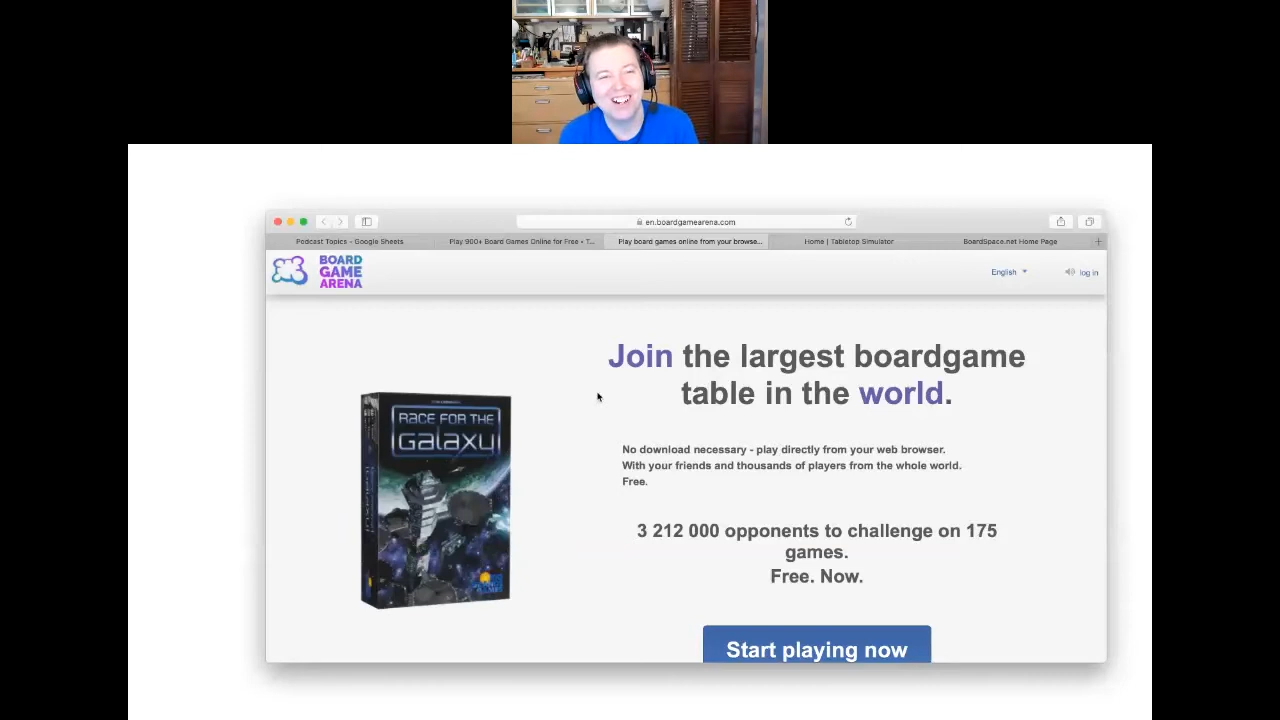 en.boardgamearena.com
Podcast Topics - Google Sheets
Play 900+ Board Games Online for Free • T...
Play board games online from your browse...
Home | Tabletop Simulator
BoardSpace.net Home Page
BOARD
GAME
ARENA
English
log in
Join the largest boardgame
table in the world.
RACE FOR THE
Galaxy
No download necessary - play directly from your web browser.
With your friends and thousands of players from the whole world.
Free.
3 212 000 opponents to challenge on 175
games.
Free. Now.
Start playing now